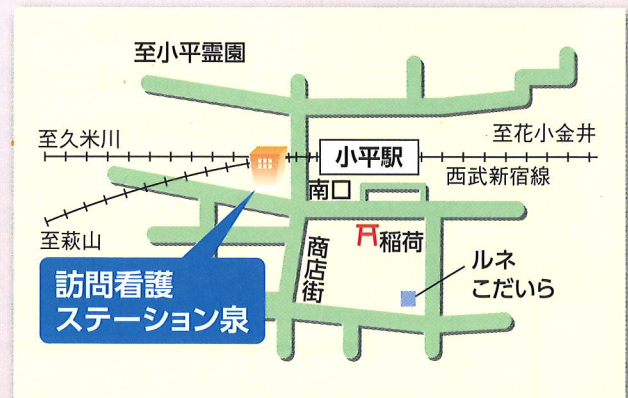 至小平霊園
至久米川
至花小金井
小平駅
西武新宿線
南口
至萩山
稲荷
商店街
ルネ
こだいら
訪問看護
ステーション泉